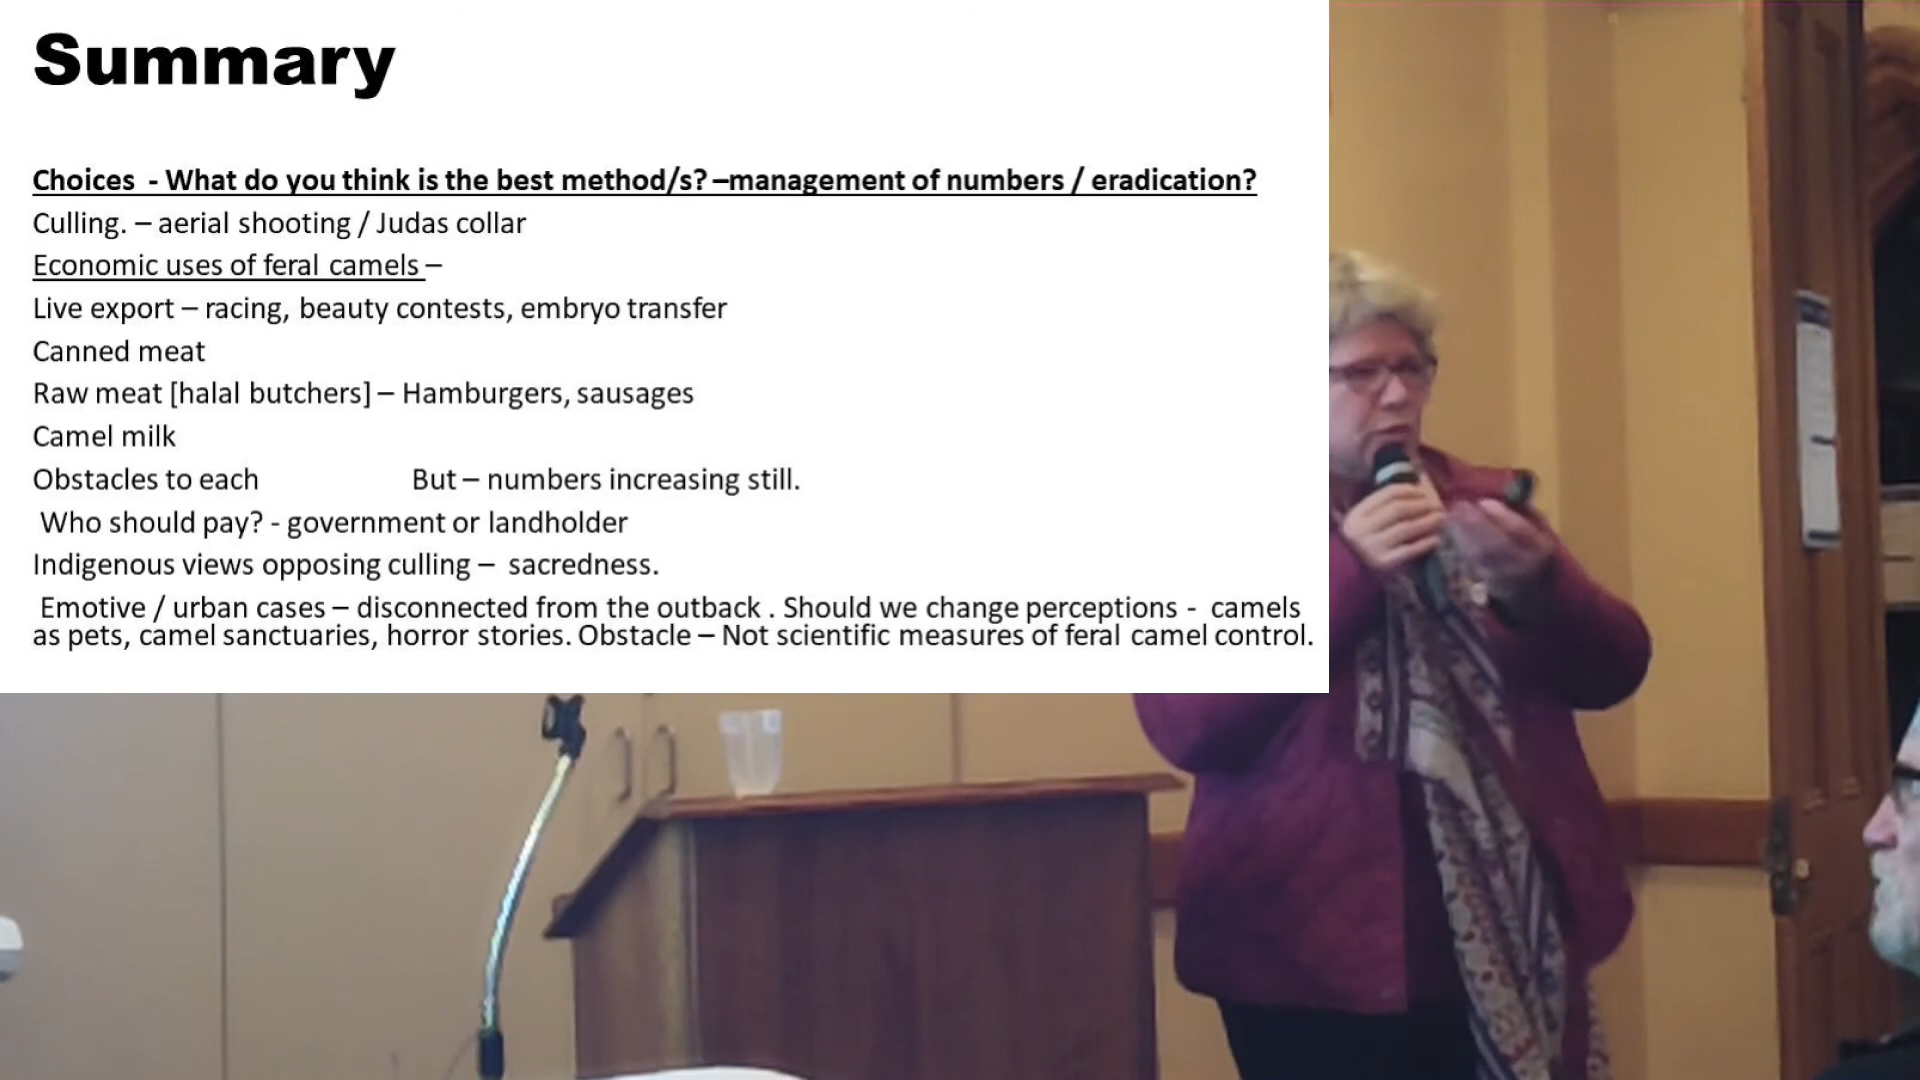 Summary
Choices - What do you think is the best method/s? –management of numbers / eradication?
Culling. – aerial shooting / Judas collar
Economic uses of feral camels –
Live export – racing, beauty contests, embryo transfer
Canned meat
Raw meat [halal butchers] – Hamburgers, sausages
Camel milk
Obstacles to each But – numbers increasing still.
Who should pay? - government or landholder
Indigenous views opposing culling – sacredness.
Emotive / urban cases – disconnected from the outback . Should we change perceptions - camels
as pets, camel sanctuaries, horror stories. Obstacle – Not scientific measures of feral camel control.